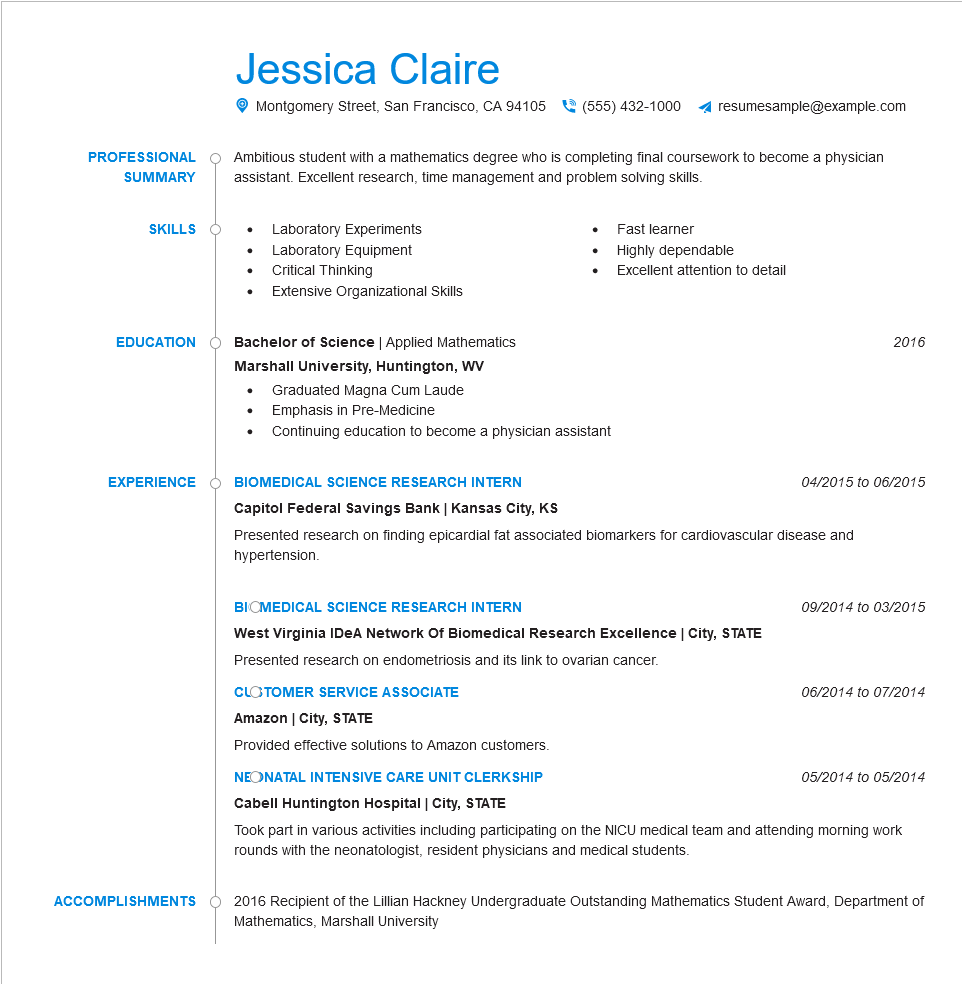 Jessica Claire
Montgomery Street, San Francisco, CA 94105 (555) 432-1000 resumesample@example.com
PROFESSIONAL SUMMARY
Ambitious student with a mathematics degree who is completing final coursework to become a physician
assistant. Excellent research, time management and problem solving skills.
SKILLS
• Laboratory Experiments
• Laboratory Equipment
• Critical Thinking
• Extensive Organizational Skills
• Fast learner
• Highly dependable
• Excellent attention to detail
EDUCATION
Bachelor of Science | Applied Mathematics 2016
Marshall University, Huntington, WV
• Graduated Magna Cum Laude
• Emphasis in Pre-Medicine
• Continuing education to become a physician assistant
EXPERIENCE
BIOMEDICAL SCIENCE RESEARCH INTERN 04/2015 to 06/2015
Capitol Federal Savings Bank | Kansas City, KS
Presented research on finding epicardial fat associated biomarkers for cardiovascular disease and
hypertension.
BIOMEDICAL SCIENCE RESEARCH INTERN 09/2014 to 03/2015
West Virginia IDeA Network Of Biomedical Research Excellence | City, STATE
Presented research on endometriosis and its link to ovarian cancer.
CUSTOMER SERVICE ASSOCIATE 06/2014 to 07/2014
Amazon | City, STATE
Provided effective solutions to Amazon customers.
NEONATAL INTENSIVE CARE UNIT CLERKSHIP 05/2014 to 05/2014
Cabell Huntington Hospital | City, STATE
Took part in various activities including participating on the NICU medical team and attending morning work
rounds with the neonatologist, resident physicians and medical students.
ACCOMPLISHMENTS
2016 Recipient of the Lillian Hackney Undergraduate Outstanding Mathematics Student Award, Department of
Mathematics, Marshall University